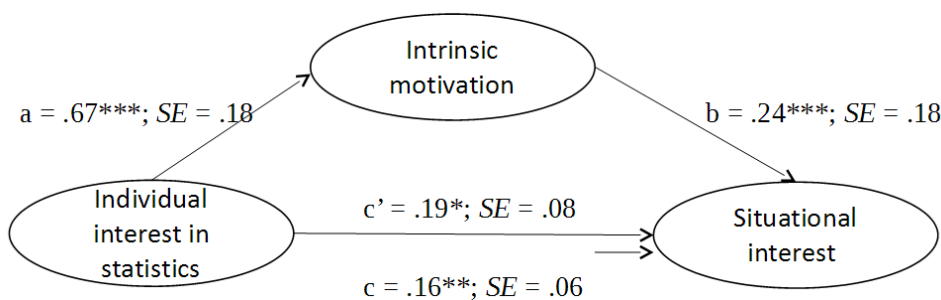 Intrinsic
motivation
a = .67***; SE = .18
b = .24***; SE = .18
Individual
interest in
statistics
c’ = .19*; SE = .08
Situational
interest
c = .16**; SE = .06